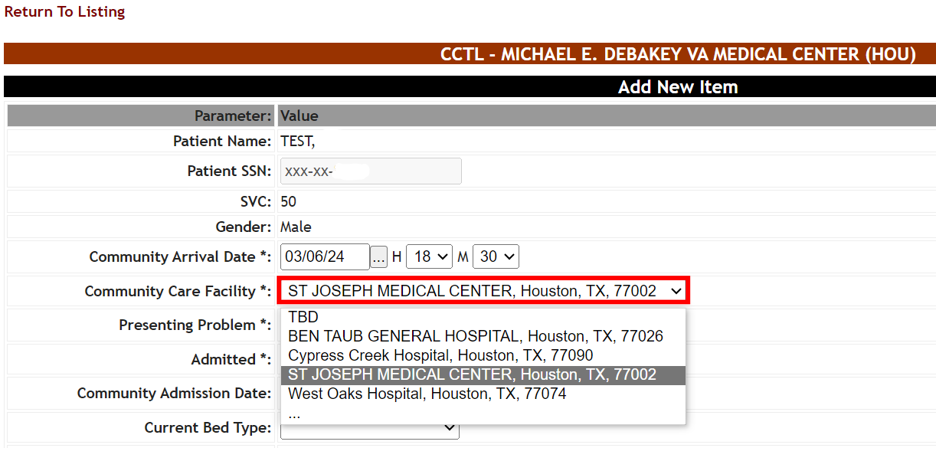 Return To Listing
CCTL - MICHAEL E. DEBAKEY VA MEDICAL CENTER (HOU)
Add New Item
Parameter: Value
Patient Name: TEST,
Patient SSN: xxx-xx-
SVC: 50
Gender: Male
Community Arrival Date *: 03/06/24 ... H 18 M 30
Community Care Facility *: ST JOSEPH MEDICAL CENTER, Houston, TX, 77002
Presenting Problem *:
Admitted *:
Community Admission Date:
Current Bed Type:
TBD
BEN TAUB GENERAL HOSPITAL, Houston, TX, 77026
Cypress Creek Hospital, Houston, TX, 77090
ST JOSEPH MEDICAL CENTER, Houston, TX, 77002
West Oaks Hospital, Houston, TX, 77074
...